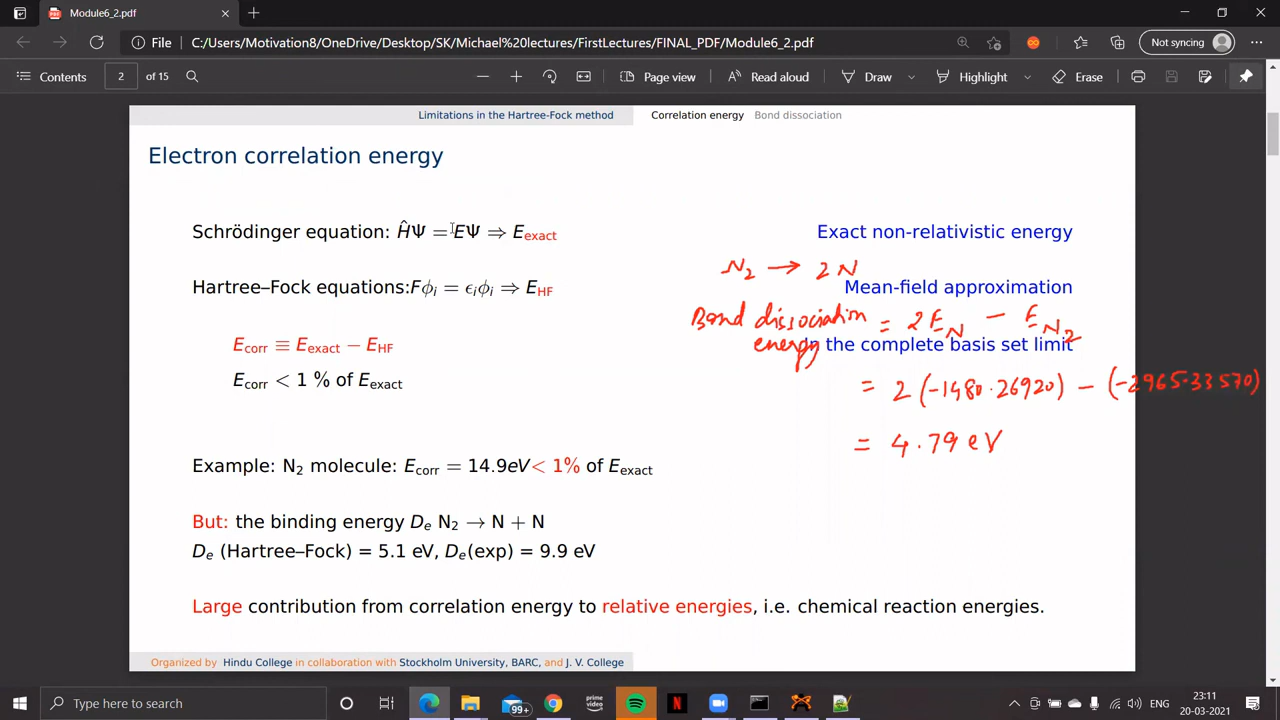 Module6_2.pdf
File C:/Users/Motivation8/OneDrive/Desktop/SK/Michael%20lectures/FirstLectures/FINAL_PDF/Module6_2.pdf
Not syncing
Contents 2 of 15 Page view Read aloud Draw Highlight Erase
Limitations in the Hartree-Fock method Correlation energy Bond dissociation
Electron correlation energy
Schrödinger equation: ĤΨ = EΨ ⇒ E_exact Exact non-relativistic energy
N₂ → 2N
Hartree–Fock equations: Fϕᵢ = ϵᵢϕᵢ ⇒ E_HF Mean-field approximation
Bond dissociation energy = 2E_N − E_N₂
E_corr ≡ E_exact − E_HF In the complete basis set limit
E_corr < 1 % of E_exact
= 2(-1480.26920) − (-2965.33570)
= 4.79 eV
Example: N₂ molecule: E_corr = 14.9eV < 1% of E_exact
But: the binding energy Dₑ N₂ → N + N
Dₑ (Hartree–Fock) = 5.1 eV, Dₑ(exp) = 9.9 eV
Large contribution from correlation energy to relative energies, i.e. chemical reaction energies.
Organized by Hindu College in collaboration with Stockholm University, BARC, and J. V. College
Type here to search
99+
prime video
N
ENG
23:11
20-03-2021